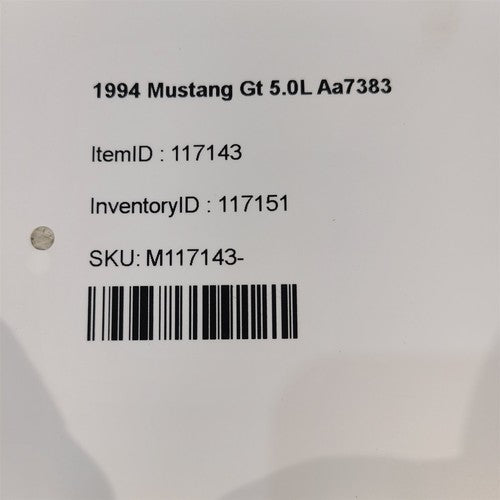 1994 Mustang Gt 5.0L Aa7383
ItemID : 117143
InventoryID : 117151
SKU: M117143-